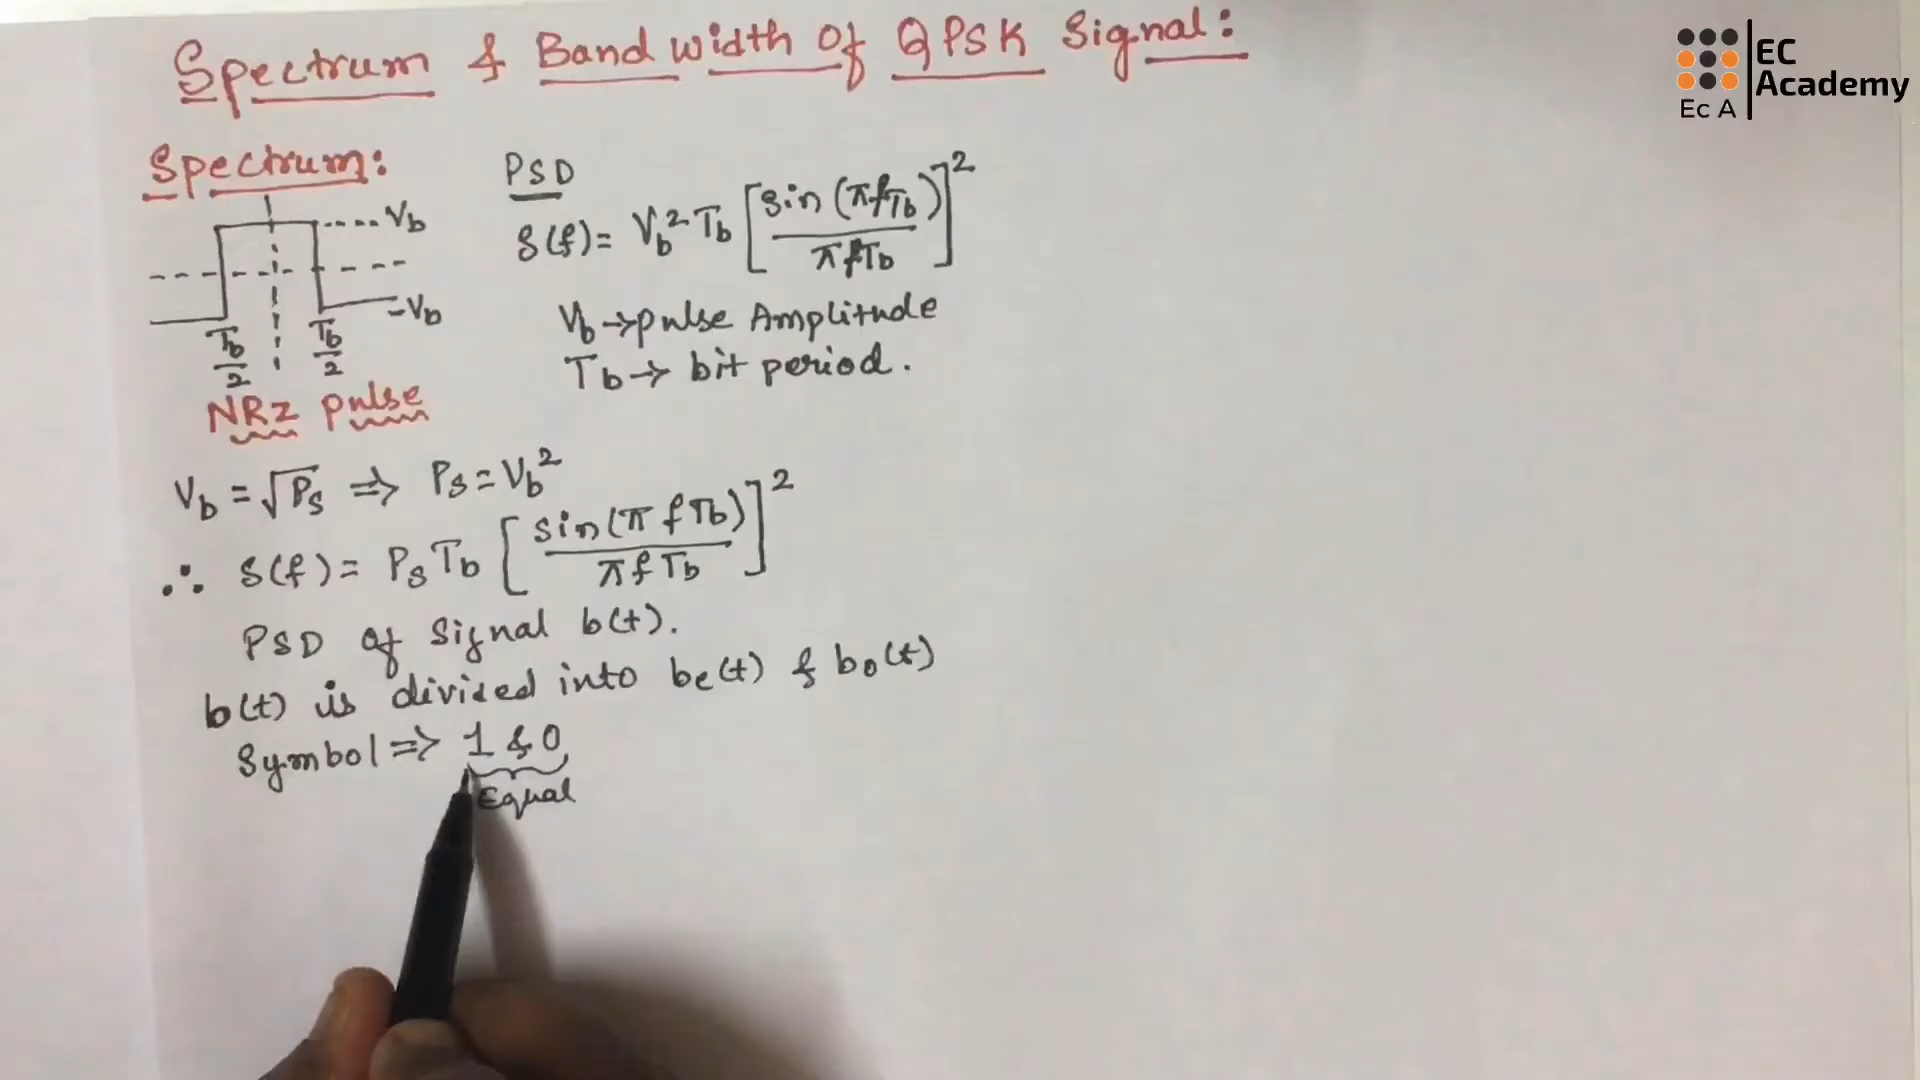 Spectrum & Bandwidth Of QPSK Signal:
EC Academy
Ec A
Spectrum:
Vb
-Vb
Tb/2 Tb/2
NRZ Pulse
PSD
S(f) = Vb² Tb [sin (πfTb) / πfTb]²
Vb → pulse Amplitude
Tb → bit period.
Vb = √Ps ⇒ Ps = Vb²
∴ S(f) = Ps Tb [sin(π f Tb) / π f Tb]²
PSD of Signal b(t).
b(t) is divided into be(t) & bo(t)
Symbol ⇒ 1 & 0
Equal